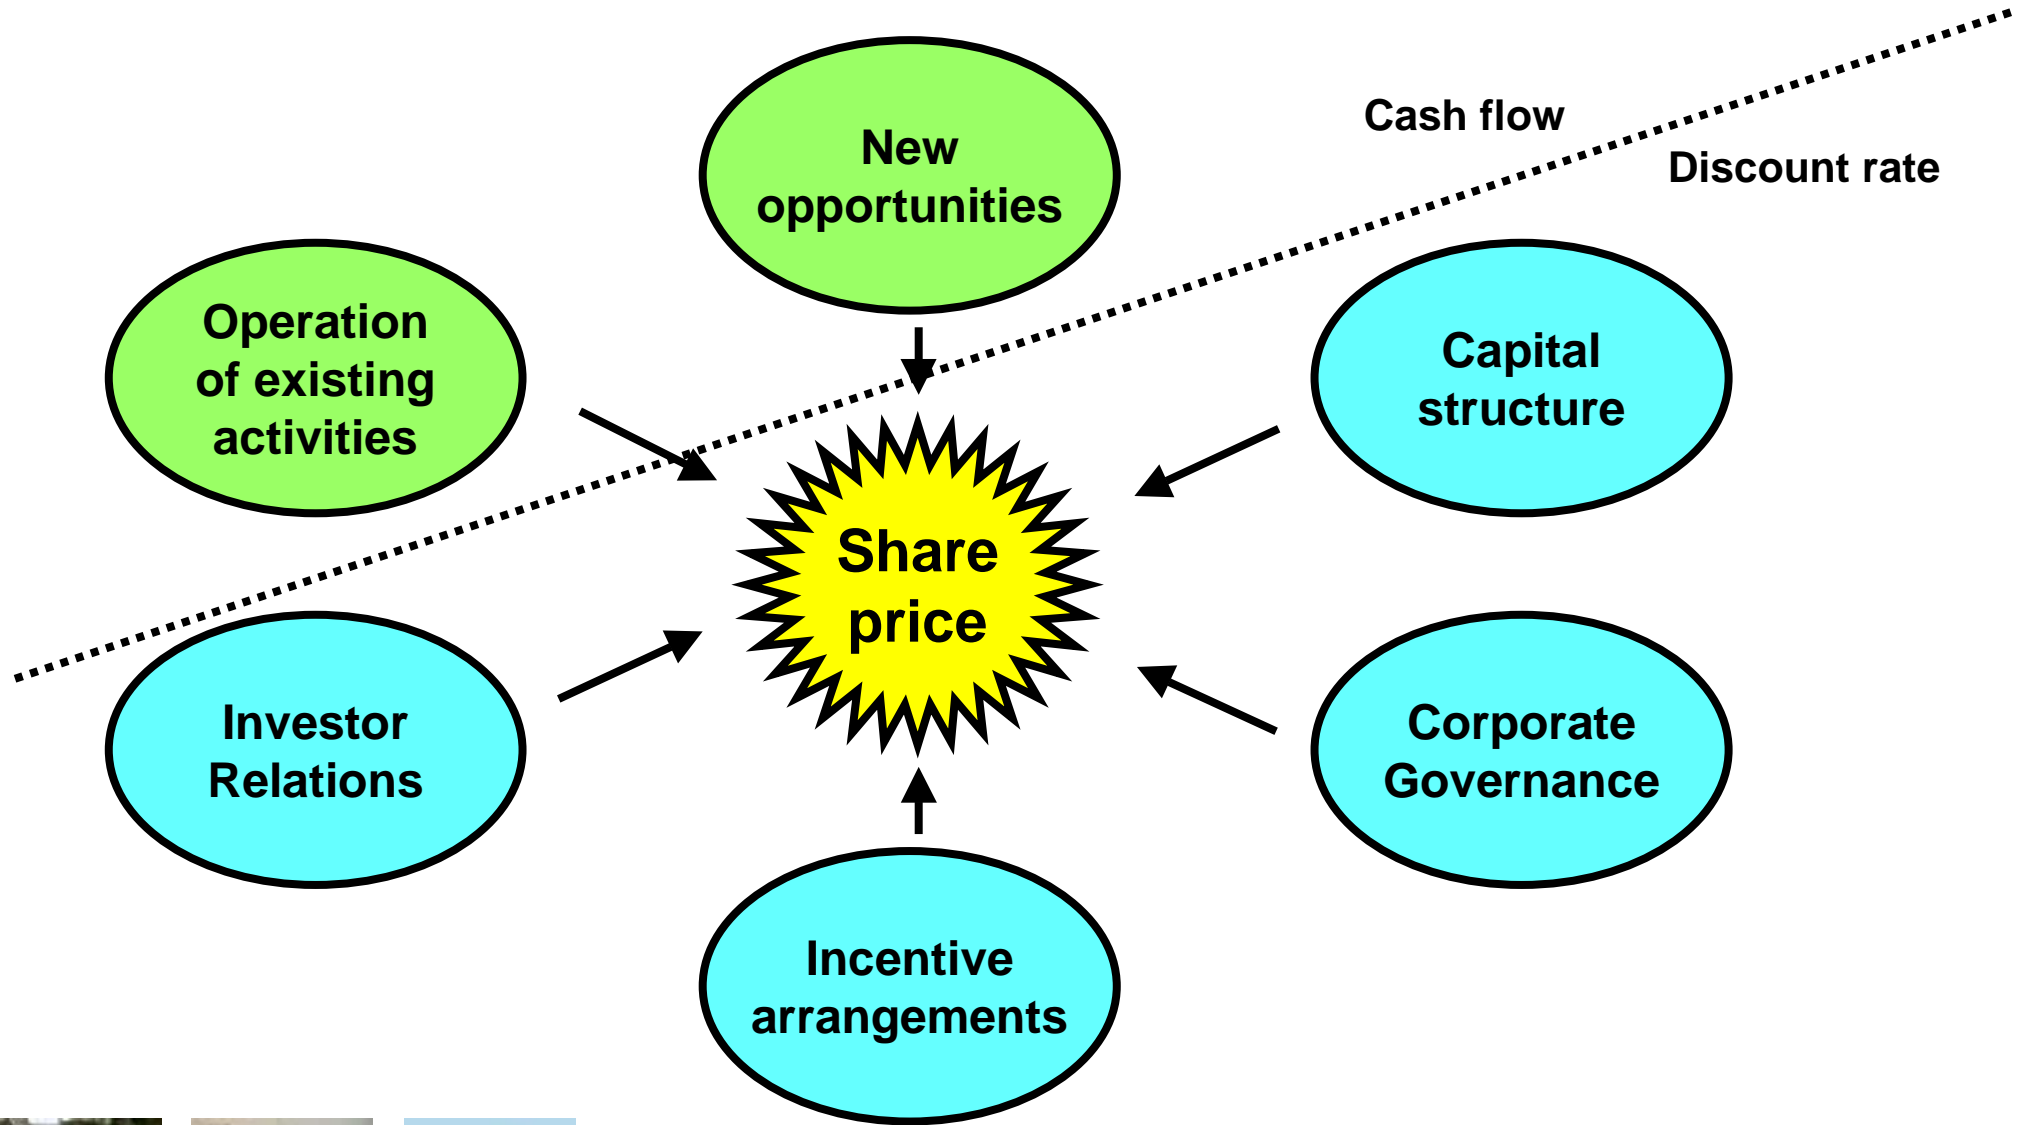 New
opportunities
Cash flow
Discount rate
Operation
of existing
activities
Capital
structure
Share
price
Investor
Relations
Corporate
Governance
Incentive
arrangements